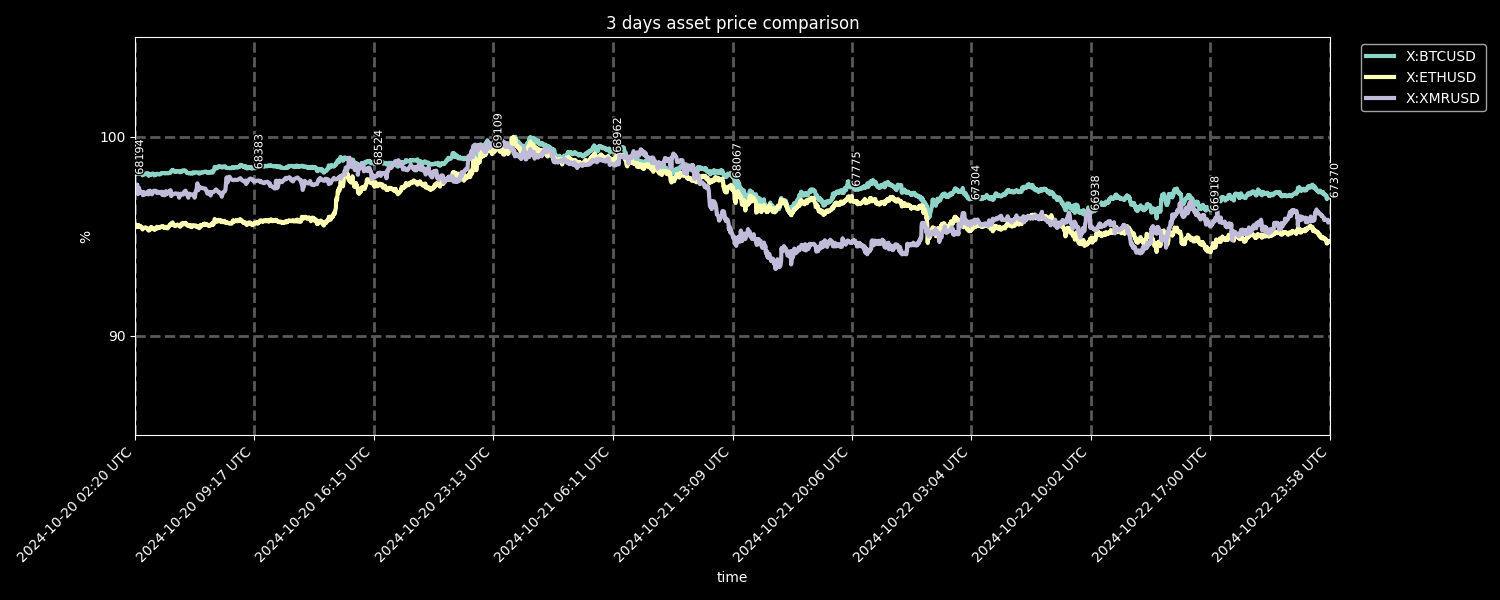 3 days asset price comparison
X:BTCUSD
X:ETHUSD
X:XMRUSD
100
90
%
68194
68383
68524
69109
68962
68067
67775
67304
66938
66918
67370
2024-10-20 02:20 UTC
2024-10-20 09:17 UTC
2024-10-20 16:15 UTC
2024-10-20 23:13 UTC
2024-10-21 06:11 UTC
2024-10-21 13:09 UTC
2024-10-21 20:06 UTC
2024-10-22 03:04 UTC
2024-10-22 10:02 UTC
2024-10-22 17:00 UTC
2024-10-22 23:58 UTC
time